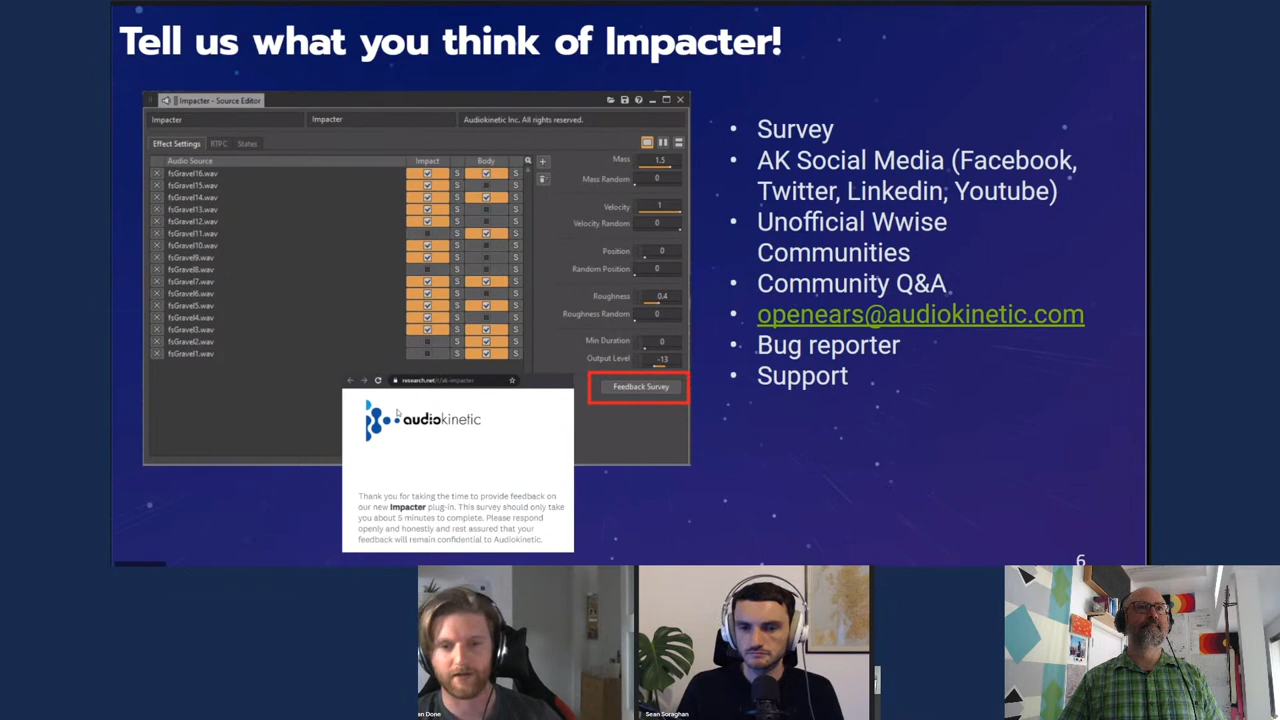 Tell us what you think of Impacter!
Impacter - Source Editor
Impacter
Impacter
Audiokinetic Inc. All rights reserved.
Effect Settings RTPC States
Audio Source Impact Body
fsGravel16.wav S S
fsGravel15.wav S S
fsGravel14.wav S S
fsGravel13.wav S S
fsGravel12.wav S S
fsGravel11.wav S S
fsGravel10.wav S S
fsGravel9.wav S S
fsGravel8.wav S S
fsGravel7.wav S S
fsGravel6.wav S S
fsGravel5.wav S S
fsGravel4.wav S S
fsGravel3.wav S S
fsGravel2.wav S S
fsGravel1.wav S S
Mass 1.5
Mass Random 0
Velocity 1
Velocity Random 0
Position 0
Random Position 0
Roughness 0.4
Roughness Random 0
Min Duration 0
Output Level -13
Feedback Survey
research.net/r/ak-impacter
audiokinetic
Thank you for taking the time to provide feedback on
our new Impacter plug-in. This survey should only take
you about 5 minutes to complete. Please respond
openly and honestly and rest assured that your
feedback will remain confidential to Audiokinetic.
• Survey
• AK Social Media (Facebook,
Twitter, Linkedin, Youtube)
• Unofficial Wwise
Communities
• Community Q&A
• openears@audiokinetic.com
• Bug reporter
• Support
6
an Done
Sean Soraghan